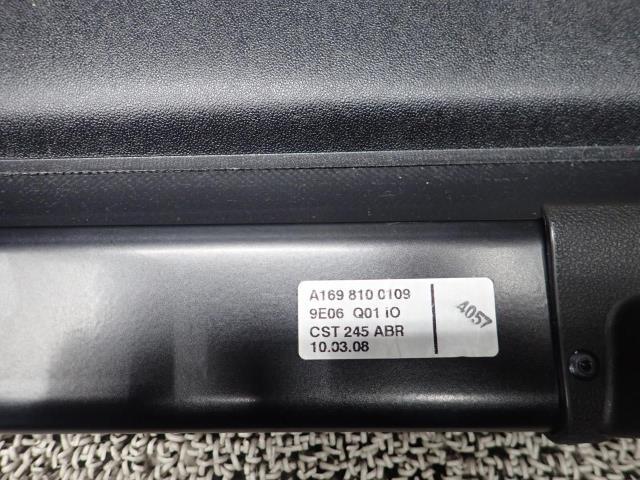 A169 810 0109
9E06 Q01 iO
CST 245 ABR
10.03.08
4057